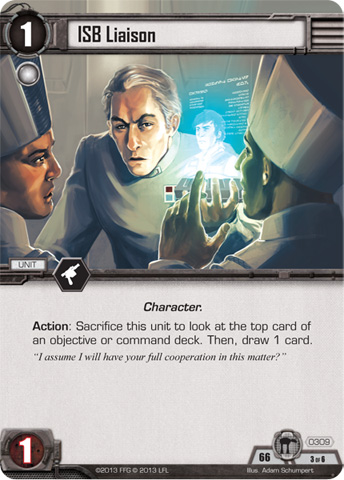 1
ISB Liaison
UNIT
Character.
Action: Sacrifice this unit to look at the top card of
an objective or command deck. Then, draw 1 card.
“I assume I will have your full cooperation in this matter?”
1
©2013 FFG © 2013 LFL
66
3 of 6
0309
Illus. Adam Schumpert